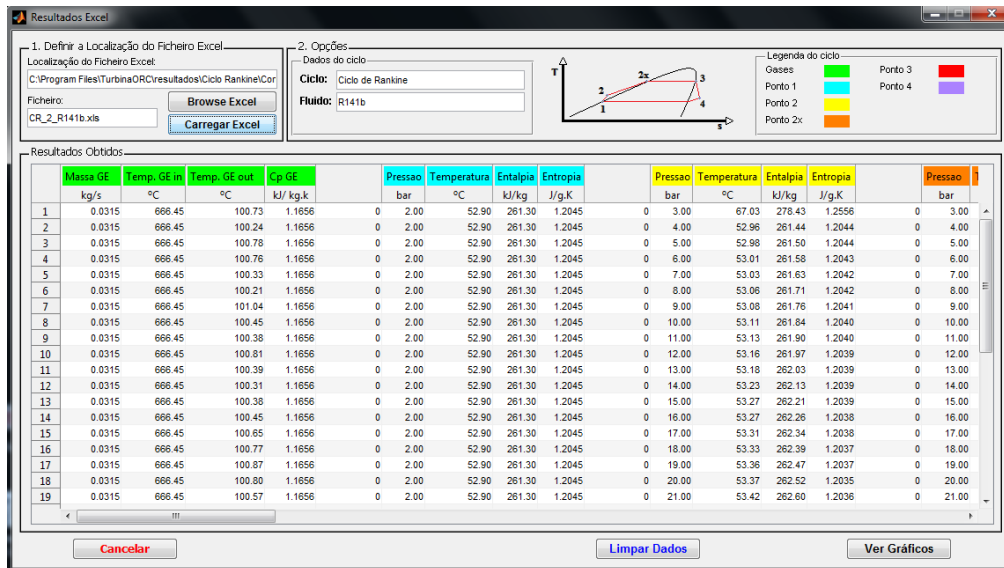 Resultados Excel
1. Definir a Localização do Ficheiro Excel
Localização do Ficheiro Excel:
C:\Program Files\TurbinaORC\resultados\Ciclo Rankine\Cor
Ficheiro:
CR_2_R141b.xls
Browse Excel
Carregar Excel
2. Opções
Dados do ciclo
Ciclo: Ciclo de Rankine
Fluido: R141b
T
2x
3
2
1
4
s
Legenda do ciclo
Gases Ponto 3
Ponto 1 Ponto 4
Ponto 2
Ponto 2x
Resultados Obtidos
Massa GE Temp. GE in Temp. GE out Cp GE Pressao Temperatura Entalpia Entropia Pressao Temperatura Entalpia Entropia Pressao
kg/s ºC ºC kJ/ kg.k bar ºC kJ/kg J/g.K bar ºC kJ/kg J/g.K bar
1 0.0315 666.45 100.73 1.1656 0 2.00 52.90 261.30 1.2045 0 3.00 67.03 278.43 1.2556 0 3.00
2 0.0315 666.45 100.24 1.1656 0 2.00 52.90 261.30 1.2045 0 4.00 52.96 261.44 1.2044 0 4.00
3 0.0315 666.45 100.78 1.1656 0 2.00 52.90 261.30 1.2045 0 5.00 52.98 261.50 1.2044 0 5.00
4 0.0315 666.45 100.76 1.1656 0 2.00 52.90 261.30 1.2045 0 6.00 53.01 261.58 1.2043 0 6.00
5 0.0315 666.45 100.33 1.1656 0 2.00 52.90 261.30 1.2045 0 7.00 53.03 261.63 1.2042 0 7.00
6 0.0315 666.45 100.21 1.1656 0 2.00 52.90 261.30 1.2045 0 8.00 53.06 261.71 1.2042 0 8.00
7 0.0315 666.45 101.04 1.1656 0 2.00 52.90 261.30 1.2045 0 9.00 53.08 261.76 1.2041 0 9.00
8 0.0315 666.45 100.45 1.1656 0 2.00 52.90 261.30 1.2045 0 10.00 53.11 261.84 1.2040 0 10.00
9 0.0315 666.45 100.38 1.1656 0 2.00 52.90 261.30 1.2045 0 11.00 53.13 261.90 1.2040 0 11.00
10 0.0315 666.45 100.81 1.1656 0 2.00 52.90 261.30 1.2045 0 12.00 53.16 261.97 1.2039 0 12.00
11 0.0315 666.45 100.39 1.1656 0 2.00 52.90 261.30 1.2045 0 13.00 53.18 262.03 1.2039 0 13.00
12 0.0315 666.45 100.31 1.1656 0 2.00 52.90 261.30 1.2045 0 14.00 53.23 262.13 1.2039 0 14.00
13 0.0315 666.45 100.38 1.1656 0 2.00 52.90 261.30 1.2045 0 15.00 53.27 262.21 1.2039 0 15.00
14 0.0315 666.45 100.45 1.1656 0 2.00 52.90 261.30 1.2045 0 16.00 53.27 262.26 1.2038 0 16.00
15 0.0315 666.45 100.65 1.1656 0 2.00 52.90 261.30 1.2045 0 17.00 53.31 262.34 1.2038 0 17.00
16 0.0315 666.45 100.77 1.1656 0 2.00 52.90 261.30 1.2045 0 18.00 53.33 262.39 1.2037 0 18.00
17 0.0315 666.45 100.87 1.1656 0 2.00 52.90 261.30 1.2045 0 19.00 53.36 262.47 1.2037 0 19.00
18 0.0315 666.45 100.80 1.1656 0 2.00 52.90 261.30 1.2045 0 20.00 53.37 262.52 1.2035 0 20.00
19 0.0315 666.45 100.57 1.1656 0 2.00 52.90 261.30 1.2045 0 21.00 53.42 262.60 1.2036 0 21.00
Cancelar
Limpar Dados
Ver Gráficos